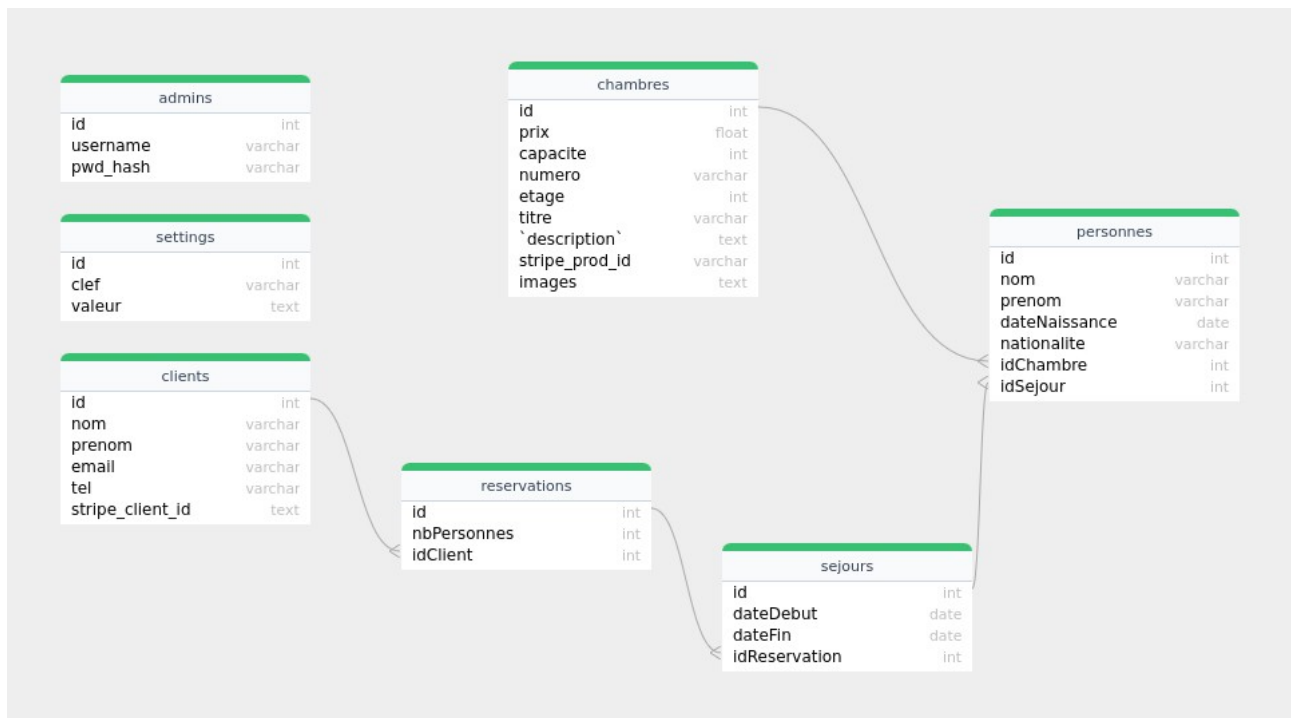 admins
id int
username varchar
pwd_hash varchar
settings
id int
clef varchar
valeur text
clients
id int
nom varchar
prenom varchar
email varchar
tel varchar
stripe_client_id text
chambres
id int
prix float
capacite int
numero varchar
etage int
titre varchar
`description` text
stripe_prod_id varchar
images text
reservations
id int
nbPersonnes int
idClient int
sejours
id int
dateDebut date
dateFin date
idReservation int
personnes
id int
nom varchar
prenom varchar
dateNaissance date
nationalite varchar
idChambre int
idSejour int